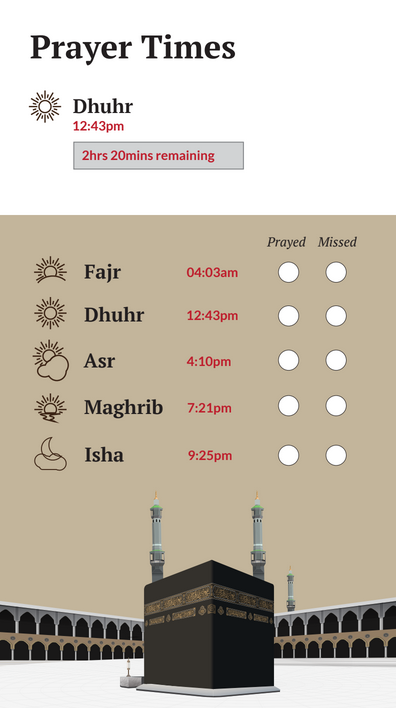 Prayer Times
Dhuhr
12:43pm
2hrs 20mins remaining
Prayed Missed
Fajr 04:03am
Dhuhr 12:43pm
Asr 4:10pm
Maghrib 7:21pm
Isha 9:25pm